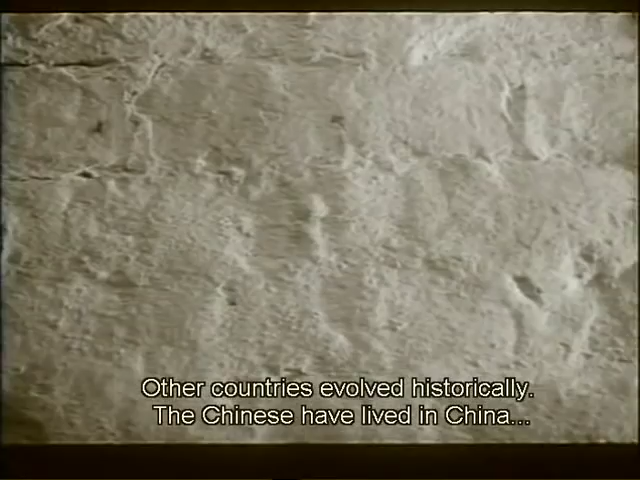 Other countries evolved historically.
The Chinese have lived in China...